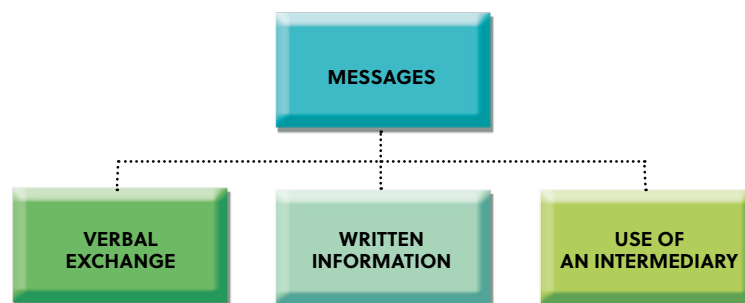 MESSAGES
VERBAL
EXCHANGE
WRITTEN
INFORMATION
USE OF
AN INTERMEDIARY